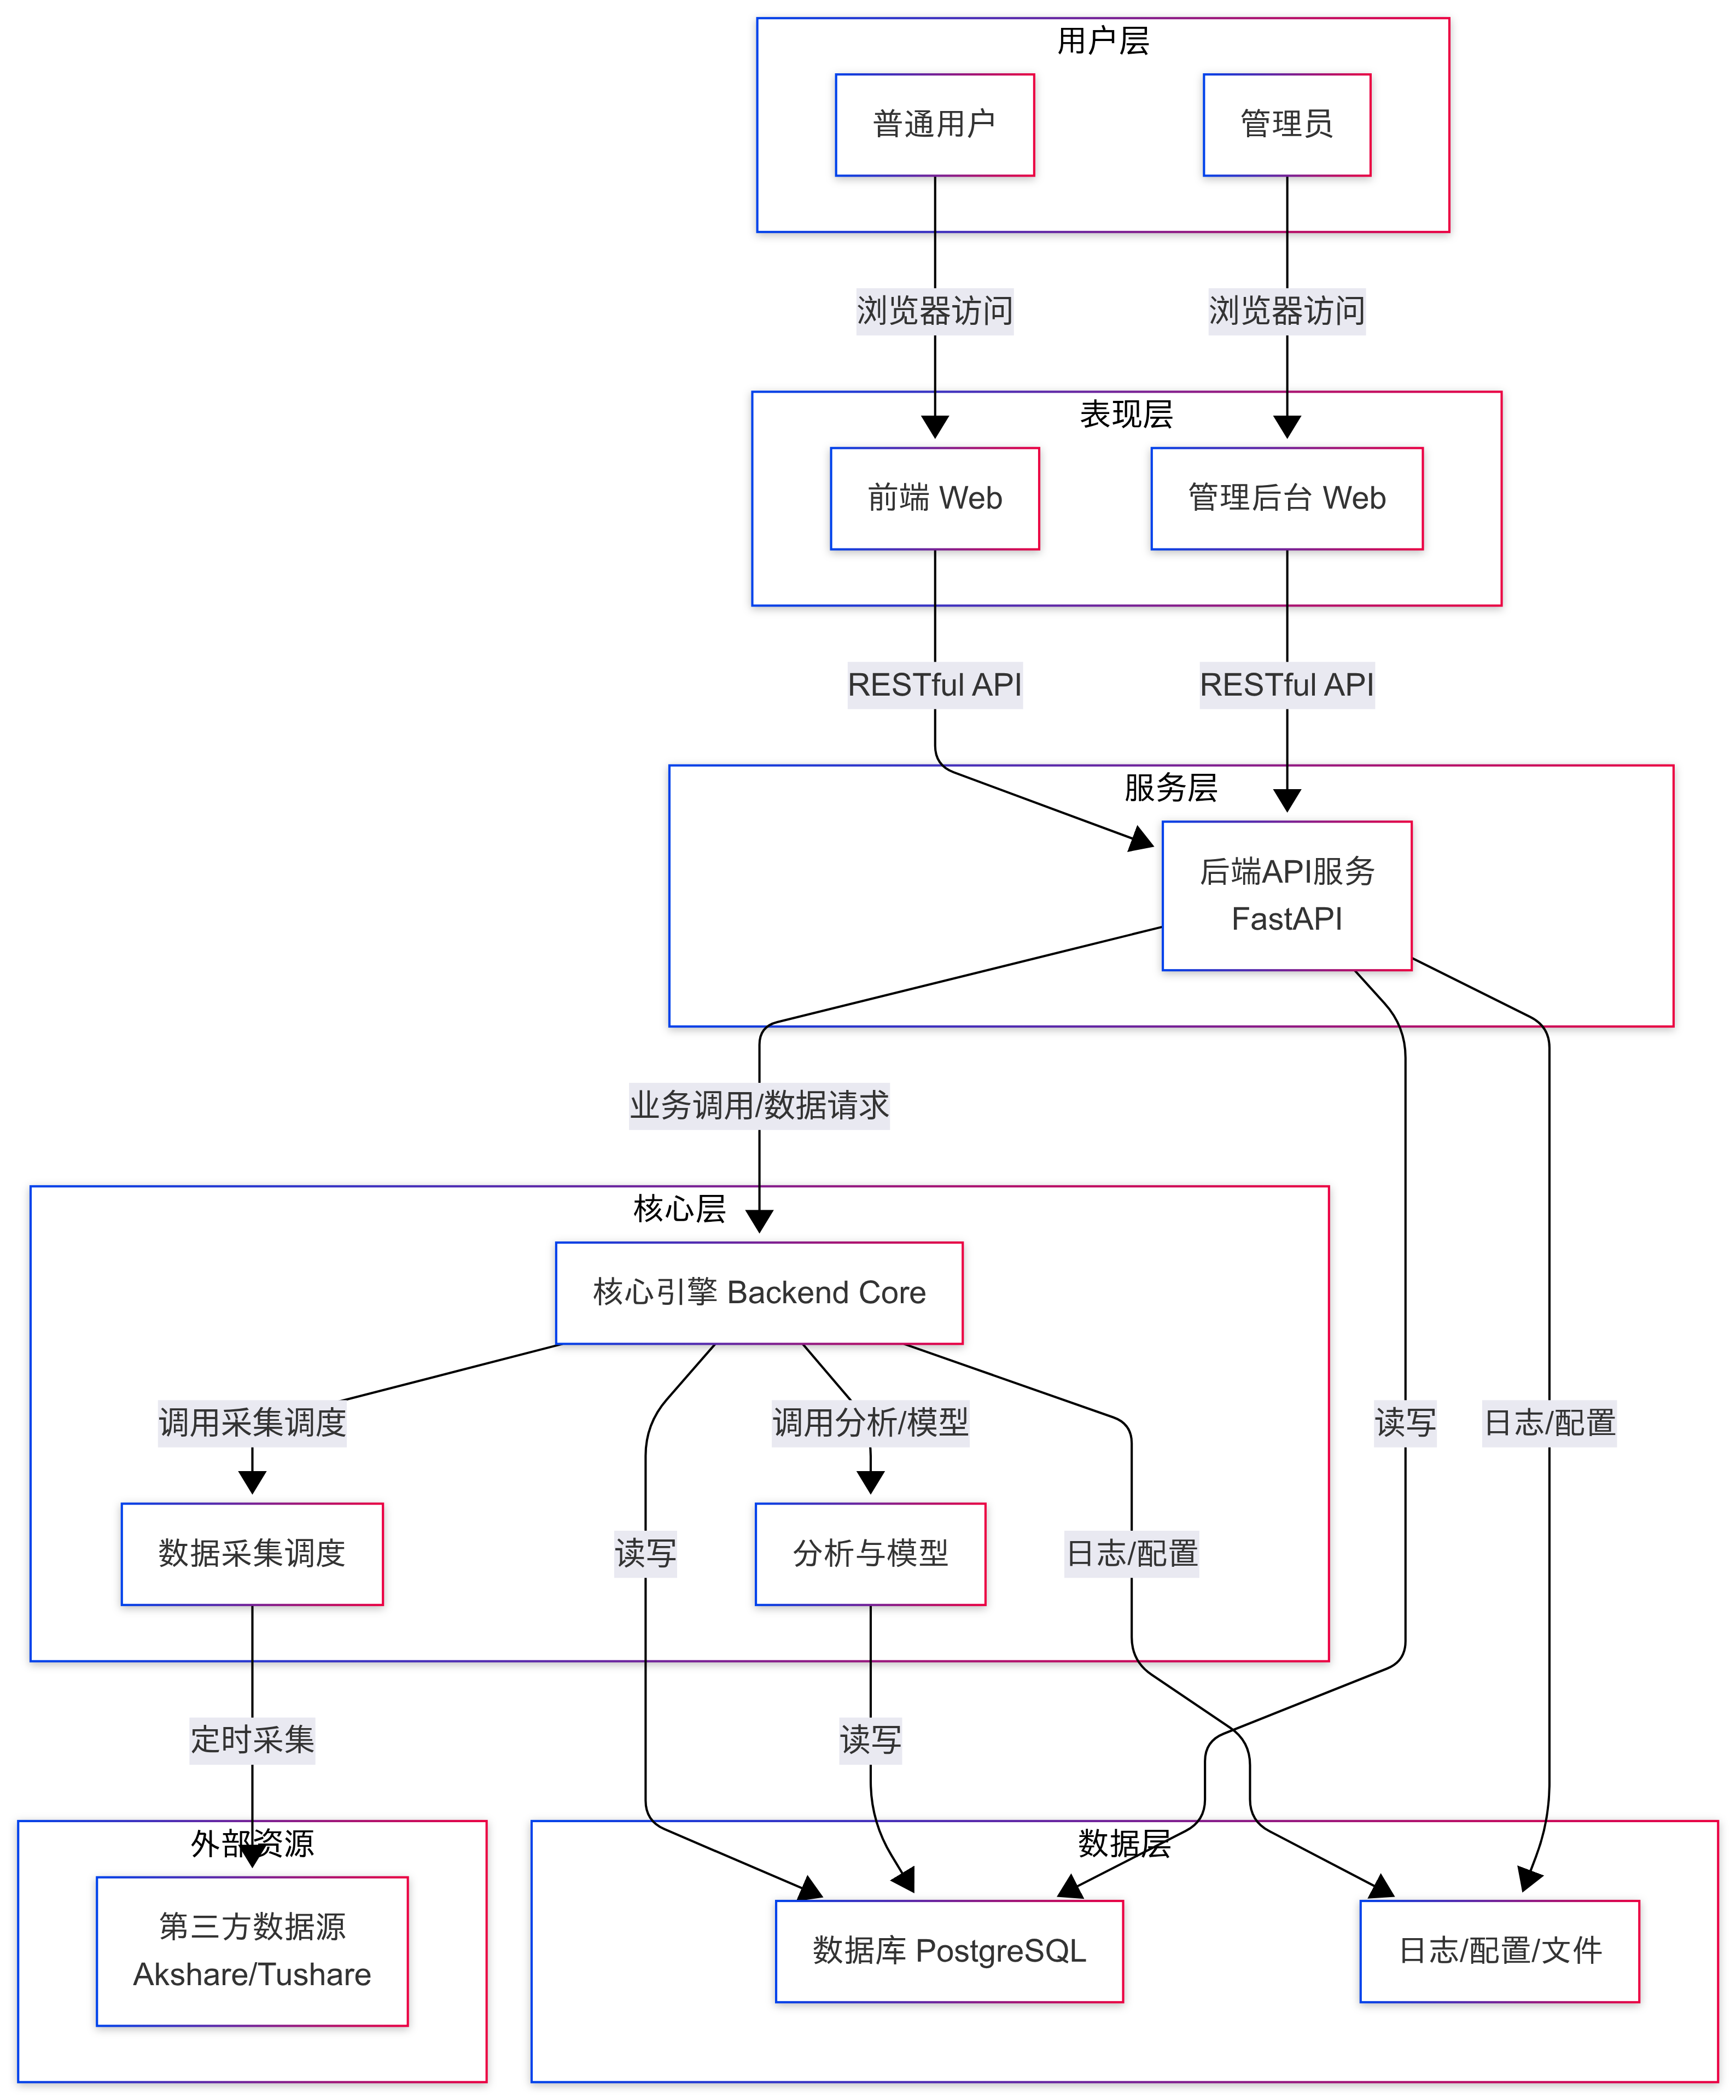 用户层
普通用户
管理员
浏览器访问
浏览器访问
表现层
前端 Web
管理后台 Web
RESTful API
RESTful API
服务层
后端API服务
FastAPI
业务调用/数据请求
核心层
核心引擎 Backend Core
调用采集调度
调用分析/模型
读写
日志/配置
数据采集调度
读写
分析与模型
日志/配置
定时采集
读写
外部资源
数据层
第三方数据源
Akshare/Tushare
数据库 PostgreSQL
日志/配置/文件